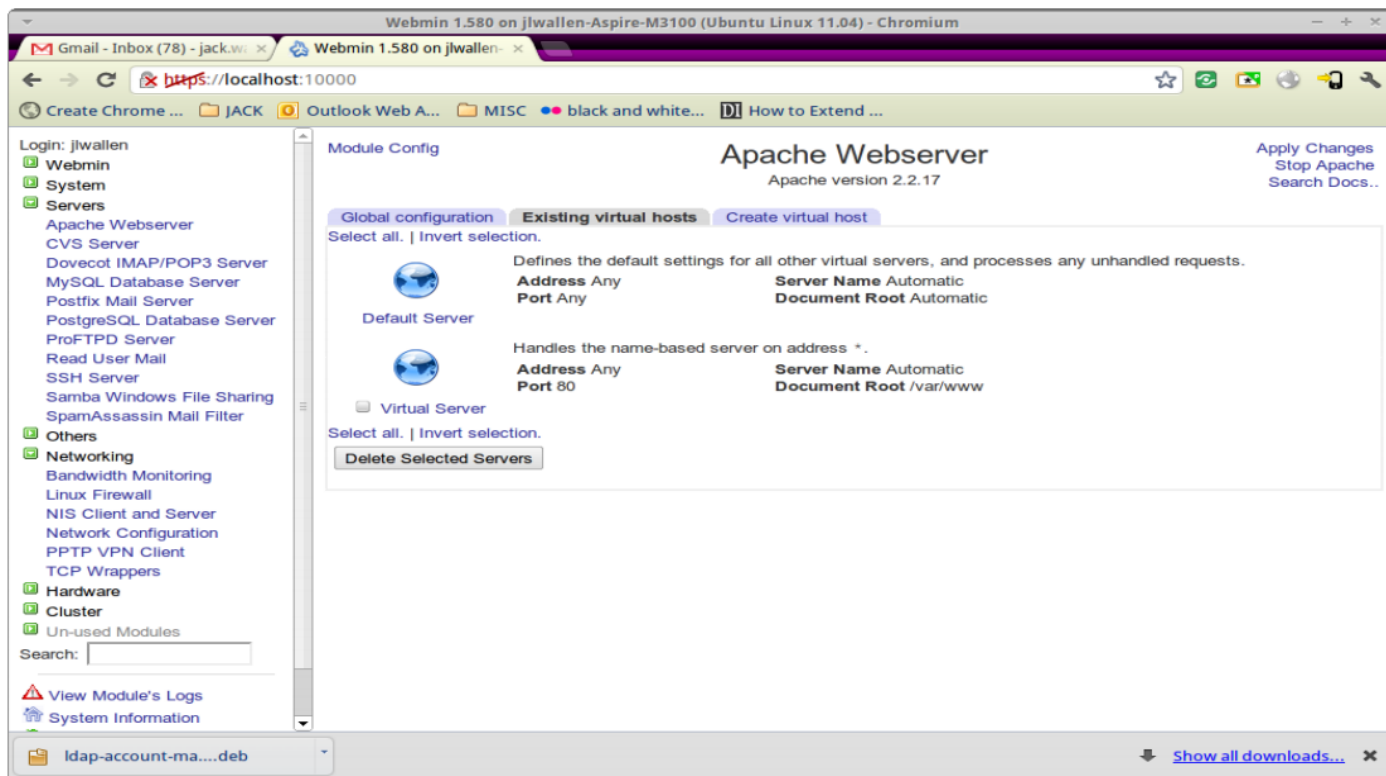 Webmin 1.580 on jlwallen-Aspire-M3100 (Ubuntu Linux 11.04) - Chromium
Gmail - Inbox (78) - jack.w
Webmin 1.580 on jlwallen-
https://localhost:10000
Create Chrome ...
JACK
Outlook Web A...
MISC
black and white...
How to Extend ...
Login: jlwallen
Webmin
System
Servers
Apache Webserver
CVS Server
Dovecot IMAP/POP3 Server
MySQL Database Server
Postfix Mail Server
PostgreSQL Database Server
ProFTPD Server
Read User Mail
SSH Server
Samba Windows File Sharing
SpamAssassin Mail Filter
Others
Networking
Bandwidth Monitoring
Linux Firewall
NIS Client and Server
Network Configuration
PPTP VPN Client
TCP Wrappers
Hardware
Cluster
Un-used Modules
Search:
View Module's Logs
System Information
Module Config
Apache Webserver
Apache version 2.2.17
Apply Changes
Stop Apache
Search Docs..
Global configuration
Existing virtual hosts
Create virtual host
Select all. | Invert selection.
Defines the default settings for all other virtual servers, and processes any unhandled requests.
Address Any Server Name Automatic
Port Any Document Root Automatic
Default Server
Handles the name-based server on address *.
Address Any Server Name Automatic
Port 80 Document Root /var/www
Virtual Server
Select all. | Invert selection.
Delete Selected Servers
ldap-account-ma....deb
Show all downloads...